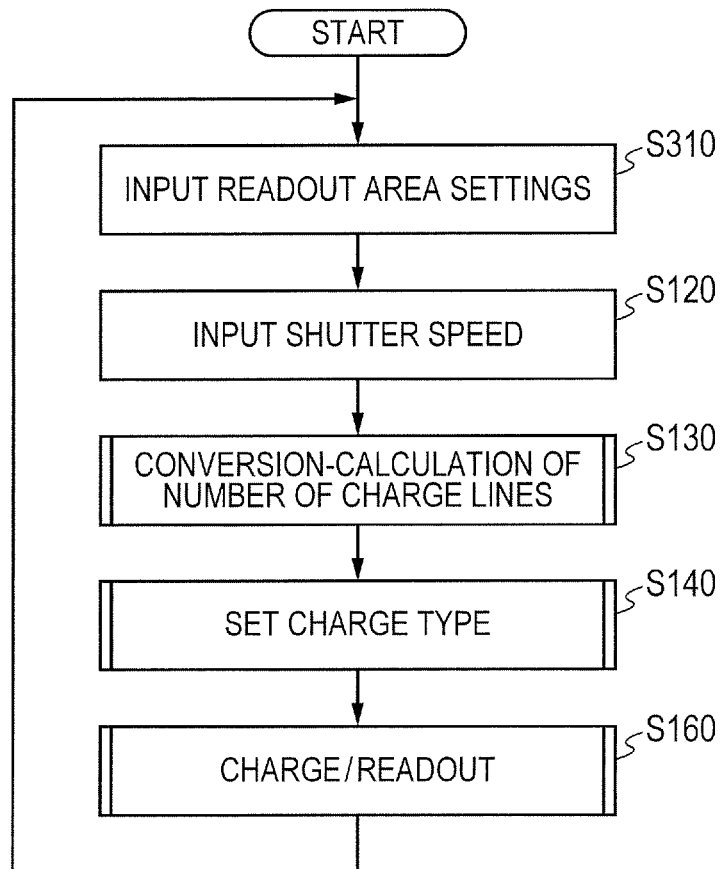 START
S310
INPUT READOUT AREA SETTINGS
S120
INPUT SHUTTER SPEED
S130
CONVERSION-CALCULATION OF
NUMBER OF CHARGE LINES
S140
SET CHARGE TYPE
S160
CHARGE/READOUT